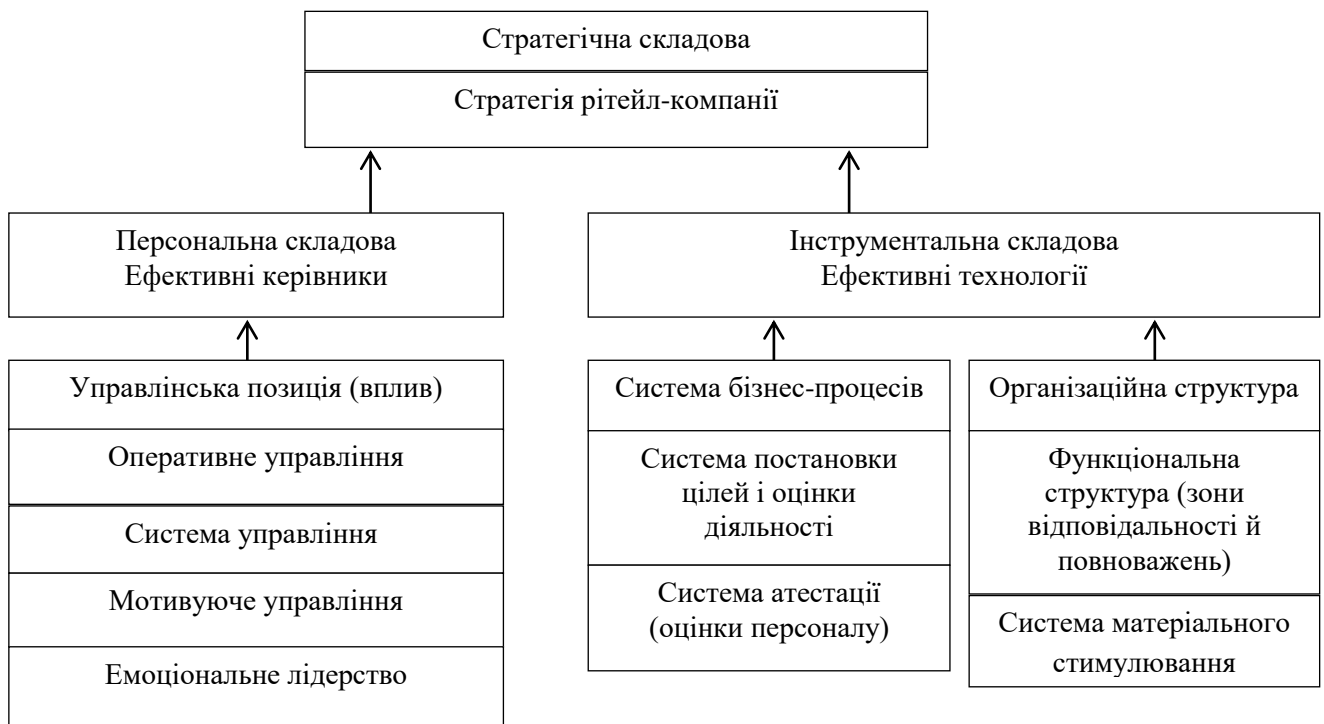 Стратегічна складова
Стратегія рітейл-компанії
Персональна складова
Ефективні керівники
Інструментальна складова
Ефективні технології
Управлінська позиція (вплив)
Оперативне управління
Система управління
Мотивуюче управління
Емоціональне лідерство
Система бізнес-процесів
Система постановки
цілей і оцінки
діяльності
Система атестації
(оцінки персоналу)
Організаційна структура
Функціональна
структура (зони
відповідальності й
повноважень)
Система матеріального
стимулювання